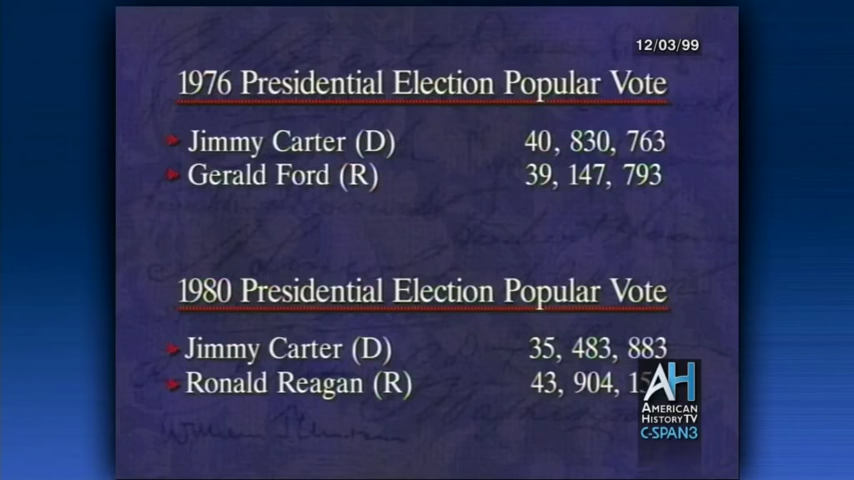 12/03/99
1976 Presidential Election Popular Vote
Jimmy Carter (D) 40, 830, 763
Gerald Ford (R) 39, 147, 793
1980 Presidential Election Popular Vote
Jimmy Carter (D) 35, 483, 883
Ronald Reagan (R) 43, 904,
AH
AMERICAN
HISTORY TV
C-SPAN3